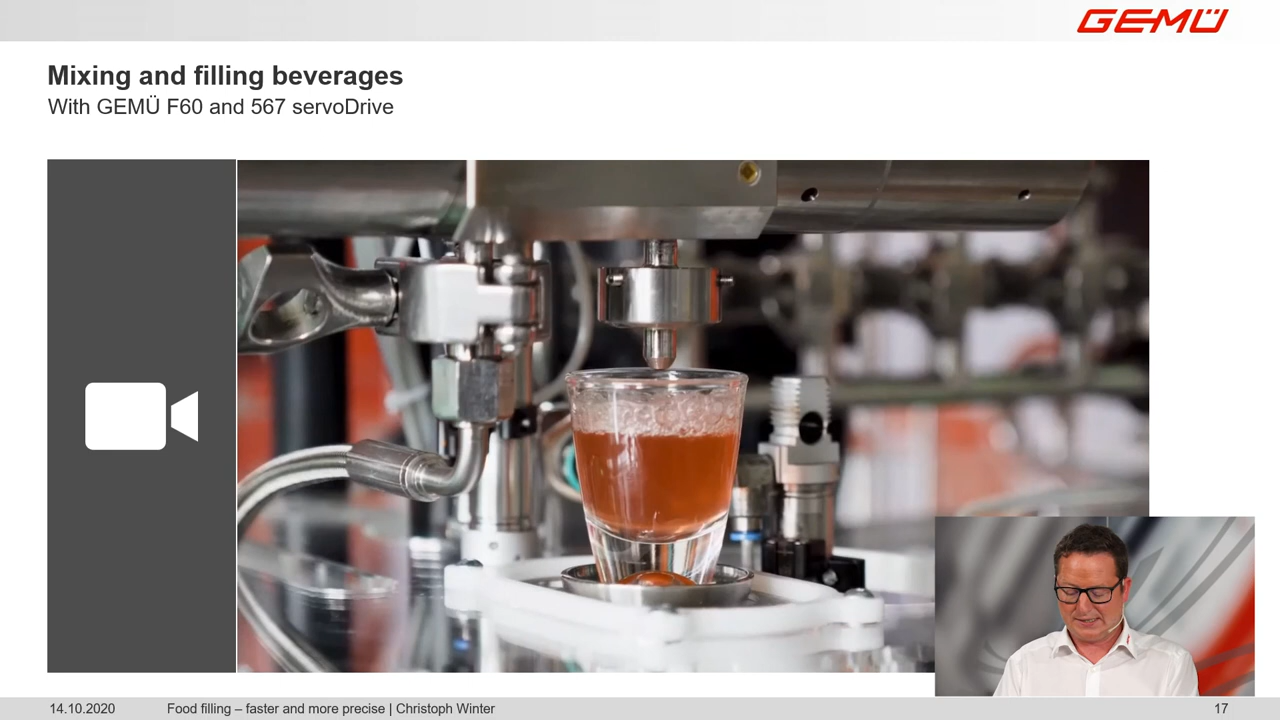 GEMÜ
Mixing and filling beverages
With GEMÜ F60 and 567 servoDrive
14.10.2020
Food filling – faster and more precise | Christoph Winter
17